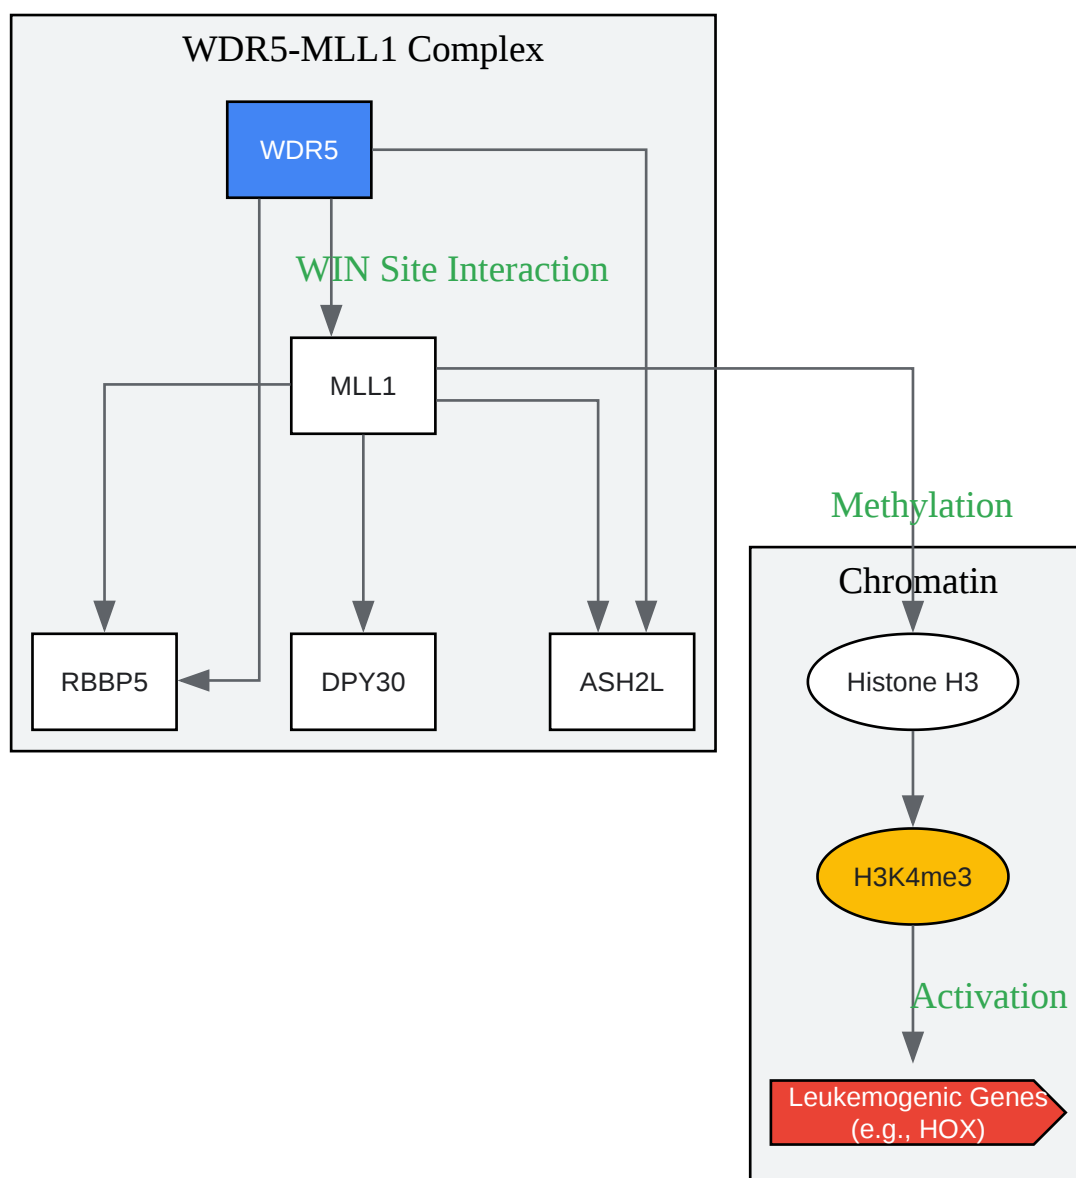 WDR5-MLL1 Complex
WDR5
WIN Site Interaction
MLL1
Methylation
Chromatin
RBBP5
DPY30
ASH2L
Histone H3
H3K4me3
Activation
Leukemogenic Genes
(e.g., HOX)